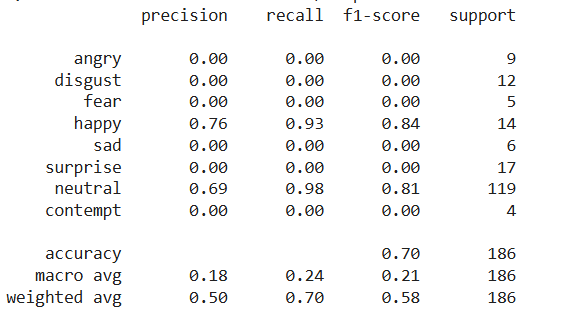 precision recall f1-score support
angry 0.00 0.00 0.00 9
disgust 0.00 0.00 0.00 12
fear 0.00 0.00 0.00 5
happy 0.76 0.93 0.84 14
sad 0.00 0.00 0.00 6
surprise 0.00 0.00 0.00 17
neutral 0.69 0.98 0.81 119
contempt 0.00 0.00 0.00 4
accuracy 0.70 186
macro avg 0.18 0.24 0.21 186
weighted avg 0.50 0.70 0.58 186